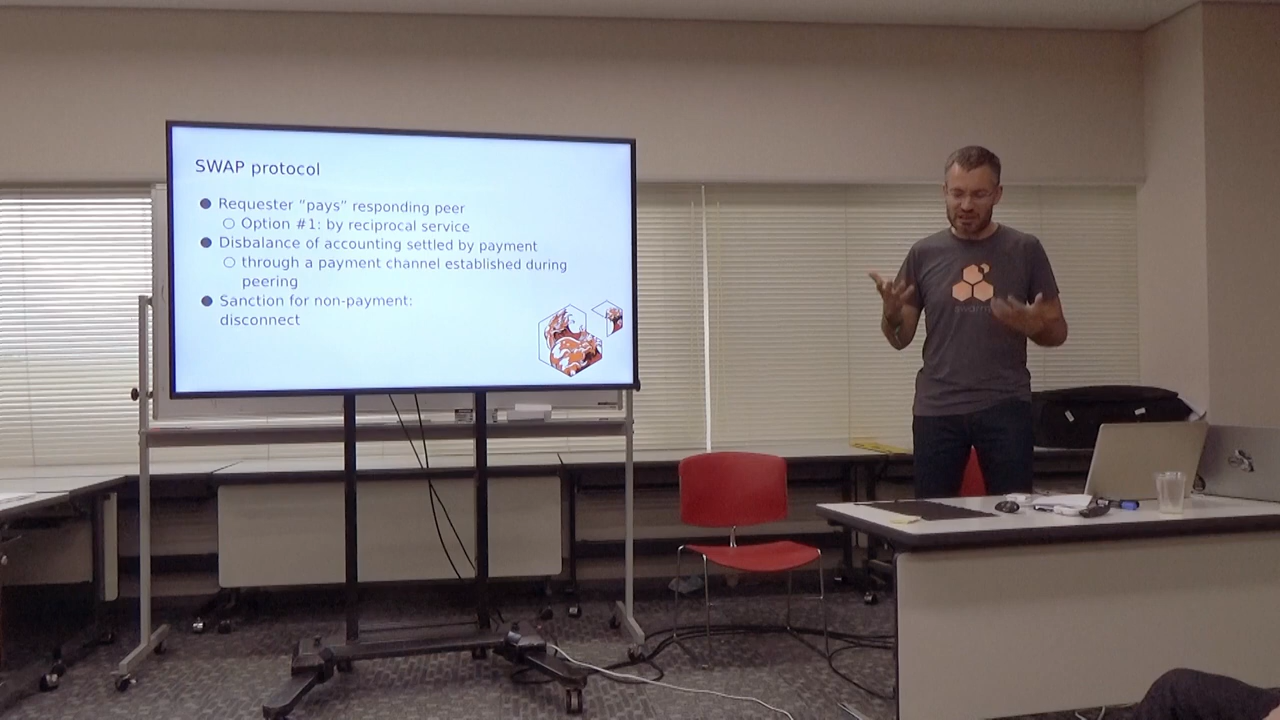 SWAP protocol
● Requester “pays” responding peer
○ Option #1: by reciprocal service
● Disbalance of accounting settled by payment
○ through a payment channel established during
peering
● Sanction for non-payment:
disconnect